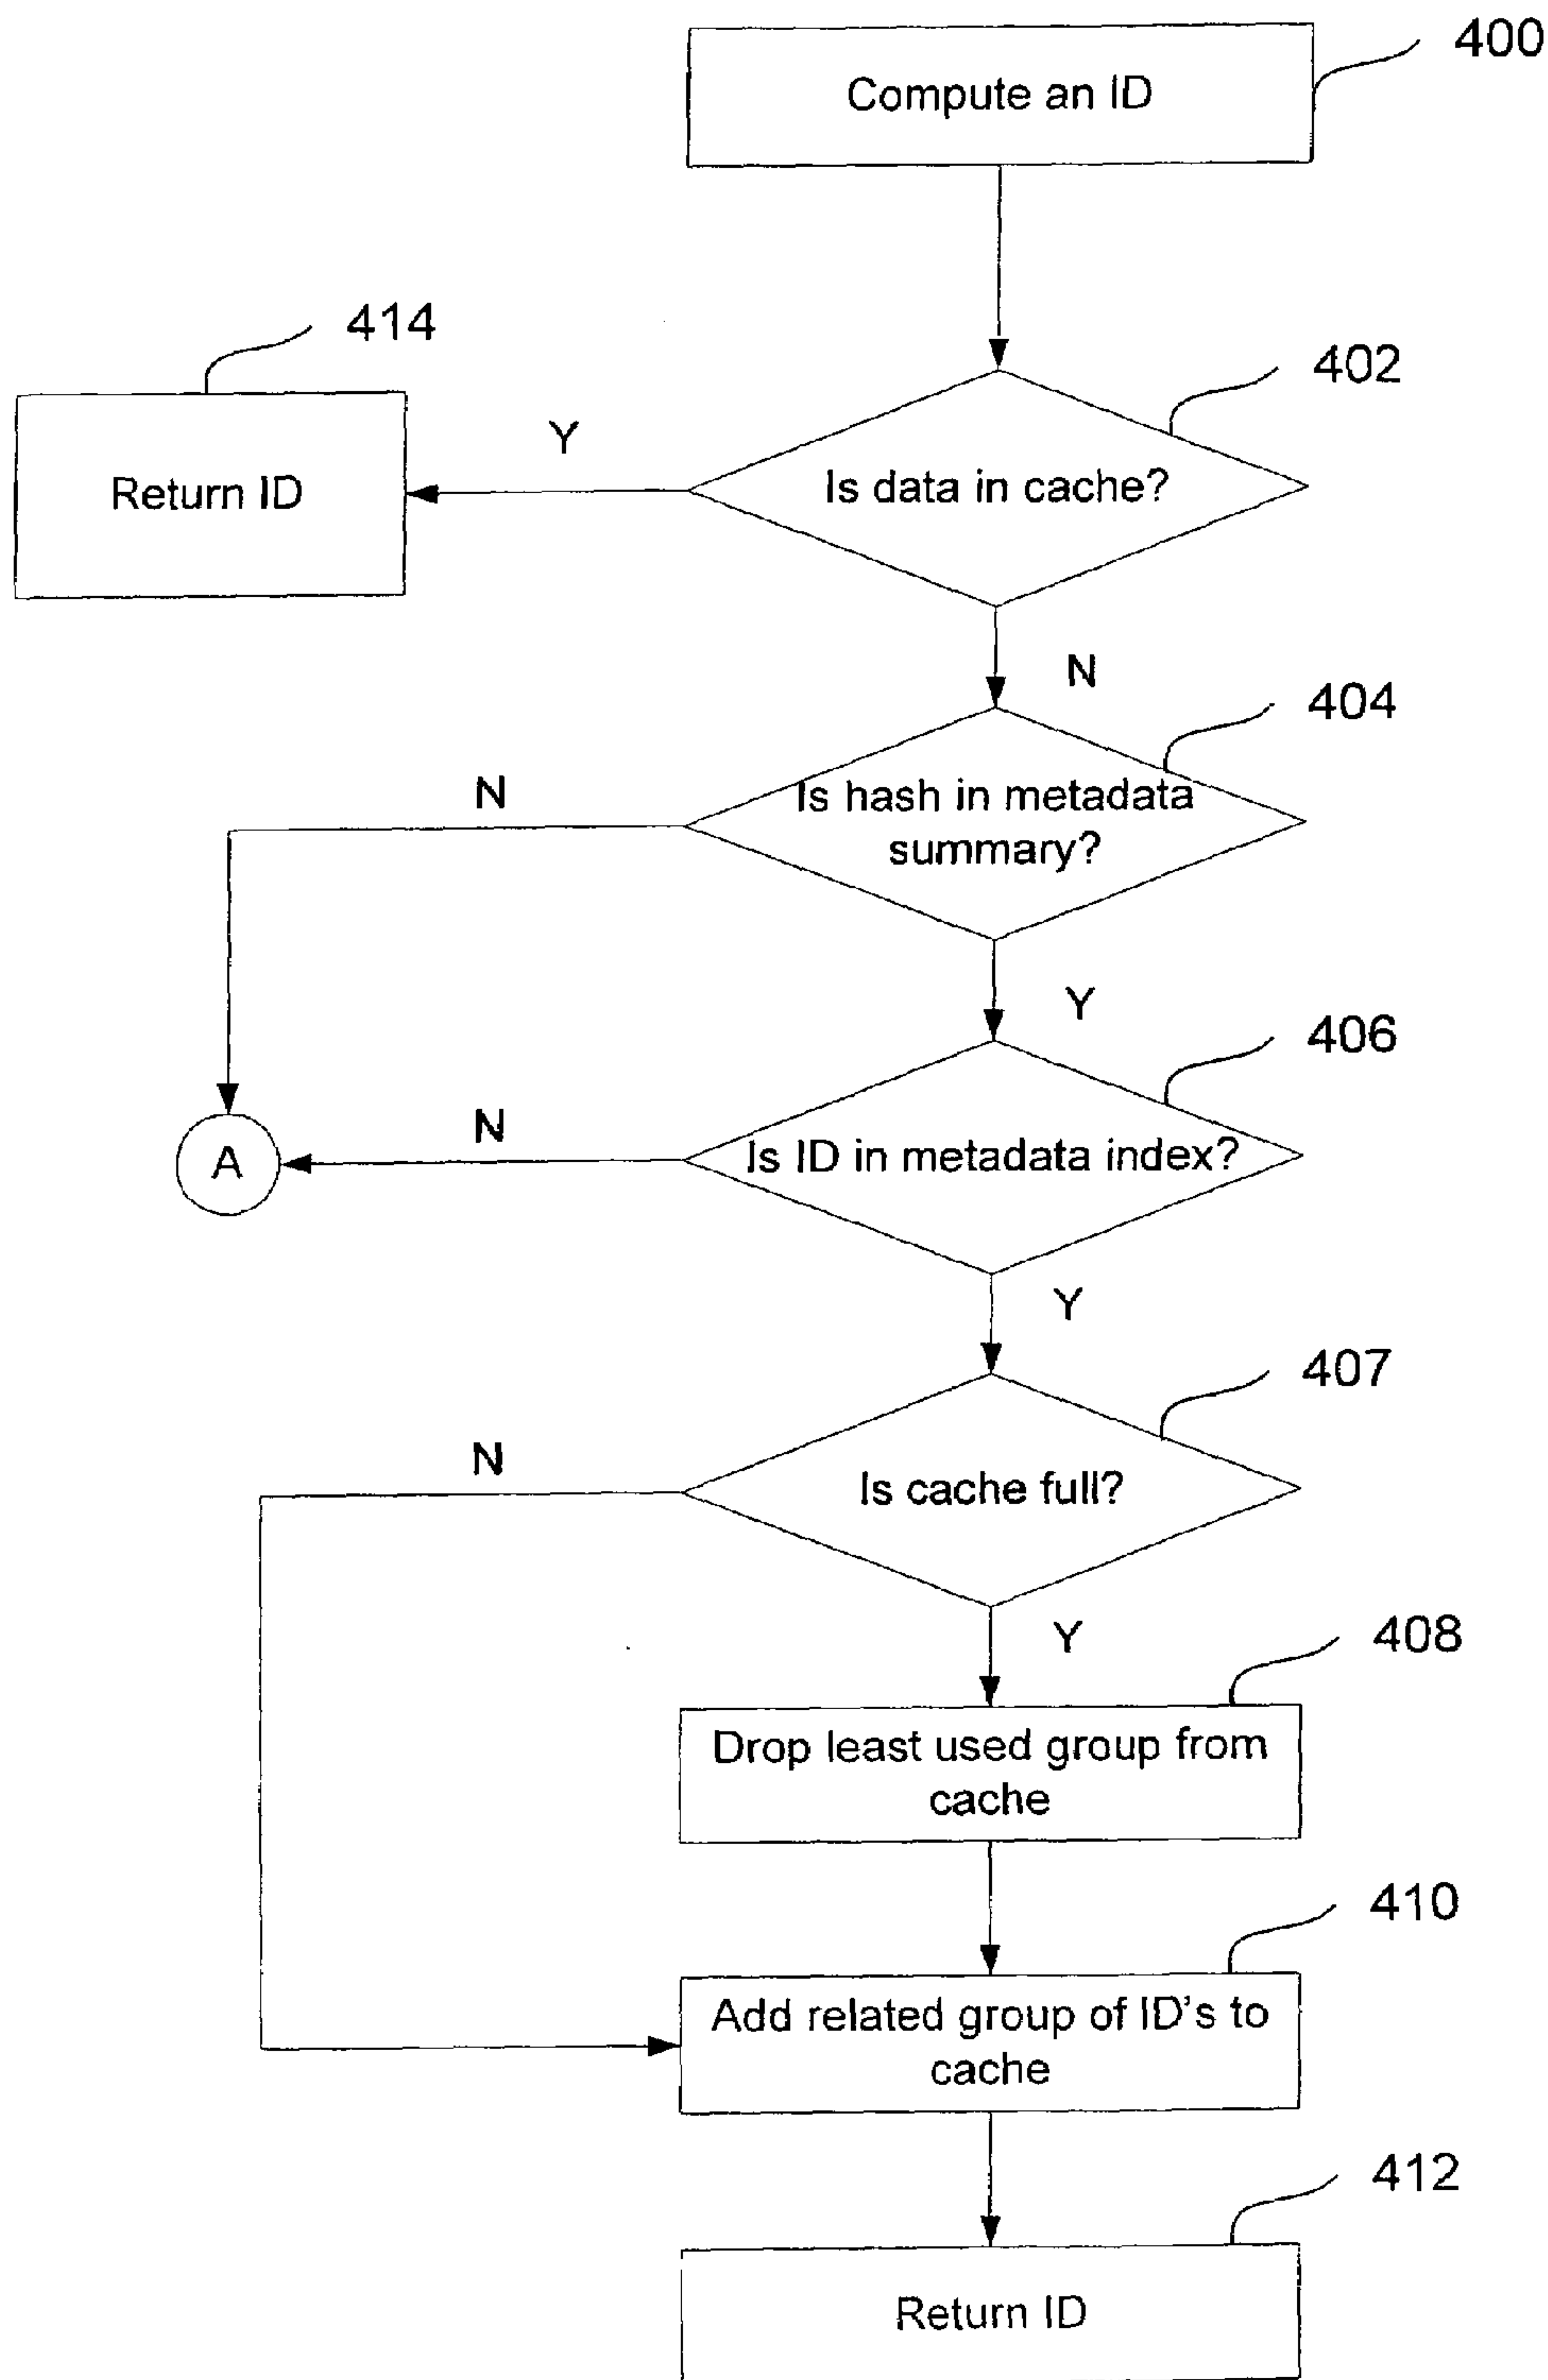 400
Compute an ID
414
402
Y
Return ID
Is data in cache?
N
404
N
Is hash in metadata
summary?
Y
406
N
A
Is ID in metadata index?
Y
407
N
Is cache full?
Y
408
Drop least used group from
cache
410
Add related group of ID's to
cache
412
Return ID